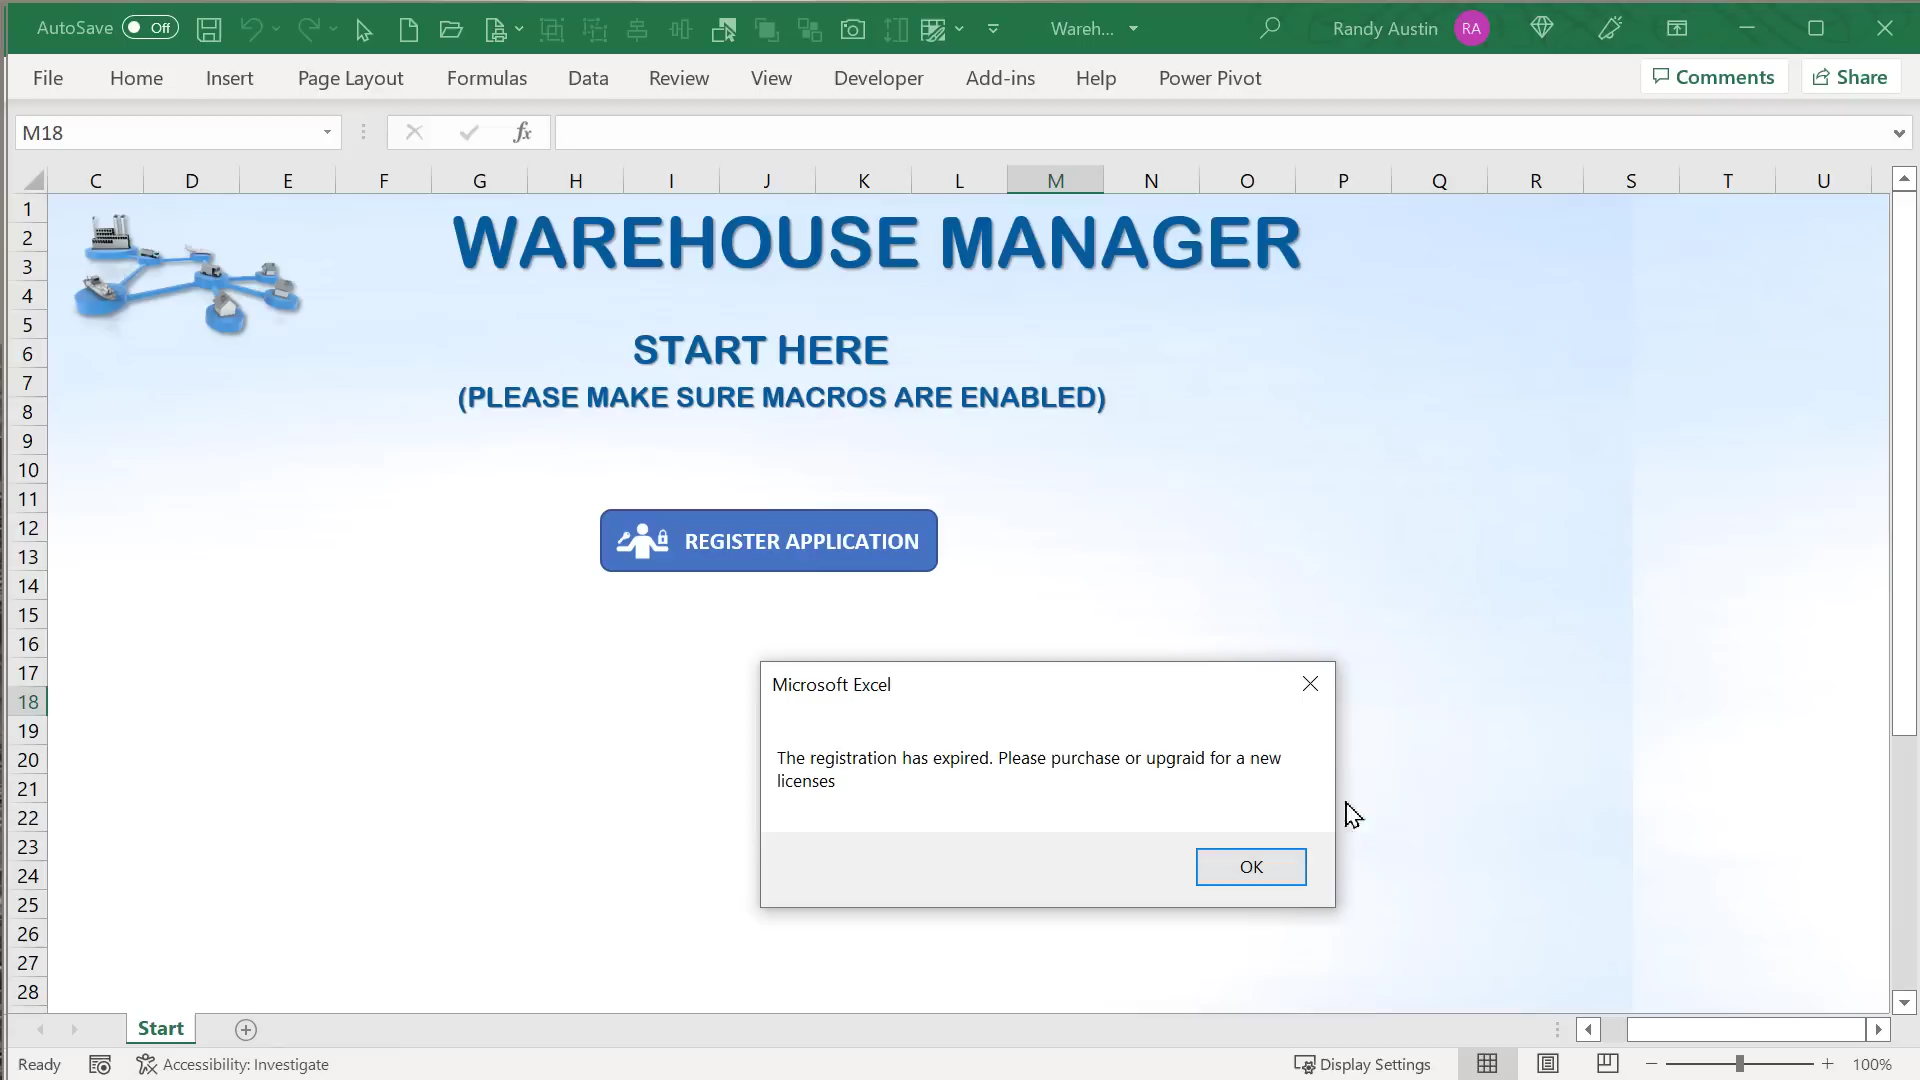 AutoSave Off Wareh... Randy Austin RA
File Home Insert Page Layout Formulas Data Review View Developer Add-ins Help Power Pivot Comments Share
M18 fx
C D E F G H I J K L M N O P Q R S T U
1
2
3
4
5
6
7
8
9
10
11
12
13
14
15
16
17
18
19
20
21
22
23
24
25
26
27
28
WAREHOUSE MANAGER
START HERE
(PLEASE MAKE SURE MACROS ARE ENABLED)
REGISTER APPLICATION
Microsoft Excel
The registration has expired. Please purchase or upgraid for a new
licenses
OK
Start
Ready Accessibility: Investigate Display Settings 100%